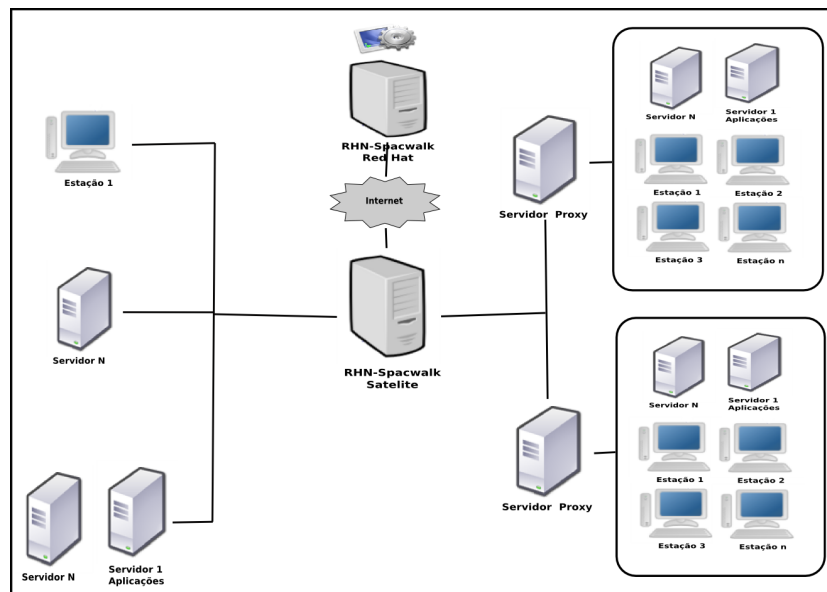 RHN-Spacwalk
Red Hat
Internet
RHN-Spacwalk
Satelite
Estação 1
Servidor N
Servidor N
Servidor 1
Aplicações
Servidor Proxy
Servidor N
Servidor 1
Aplicações
Estação 1
Estação 2
Estação 3
Estação n
Servidor Proxy
Servidor N
Servidor 1
Aplicações
Estação 1
Estação 2
Estação 3
Estação n